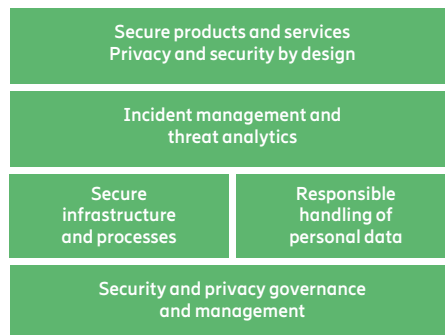 Secure products and services
Privacy and security by design
Incident management and
threat analytics
Secure
infrastructure
and processes
Responsible
handling of
personal data
Security and privacy governance
and management